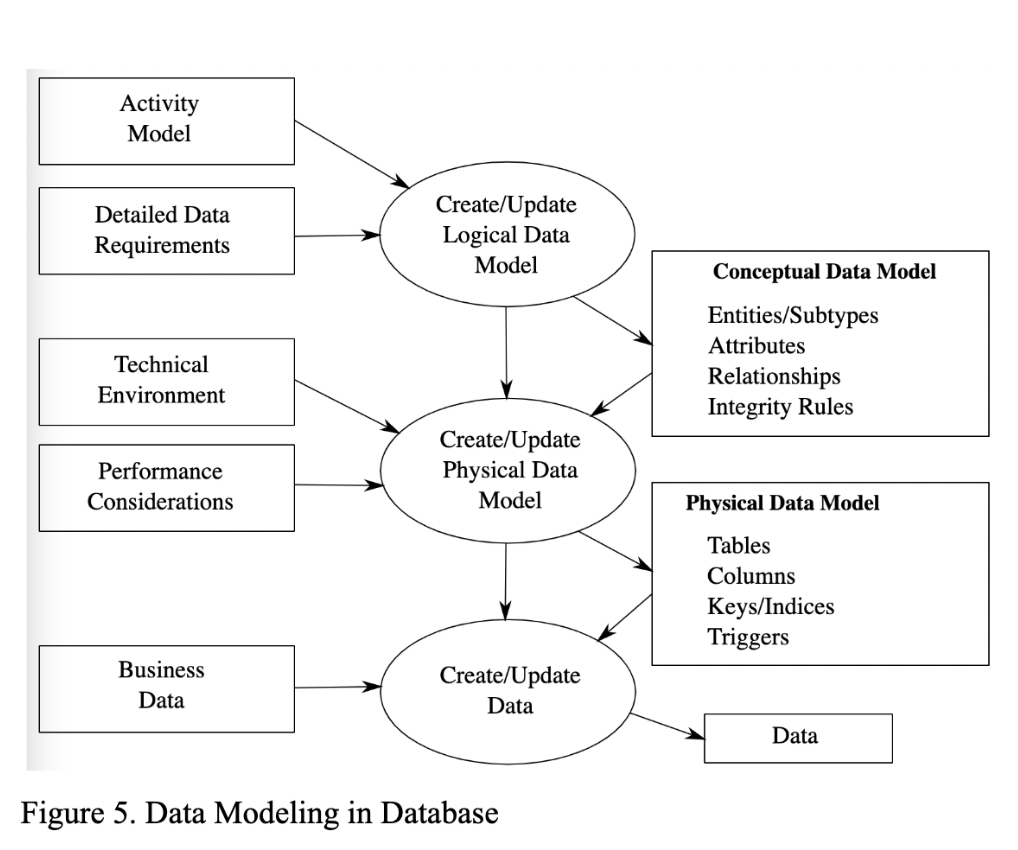 Activity
Model
Detailed Data
Requirements
Create/Update
Logical Data
Model
Conceptual Data Model
Entities/Subtypes
Attributes
Relationships
Integrity Rules
Technical
Environment
Performance
Considerations
Create/Update
Physical Data
Model
Physical Data Model
Tables
Columns
Keys/Indices
Triggers
Business
Data
Create/Update
Data
Data
Figure 5. Data Modeling in Database